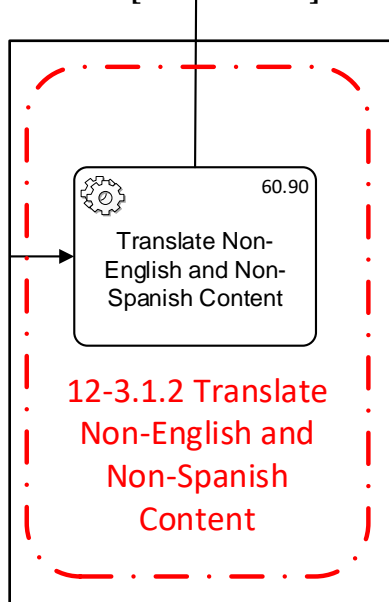 60.90
Translate Non-
English and Non-
Spanish Content
12-3.1.2 Translate
Non-English and
Non-Spanish
Content